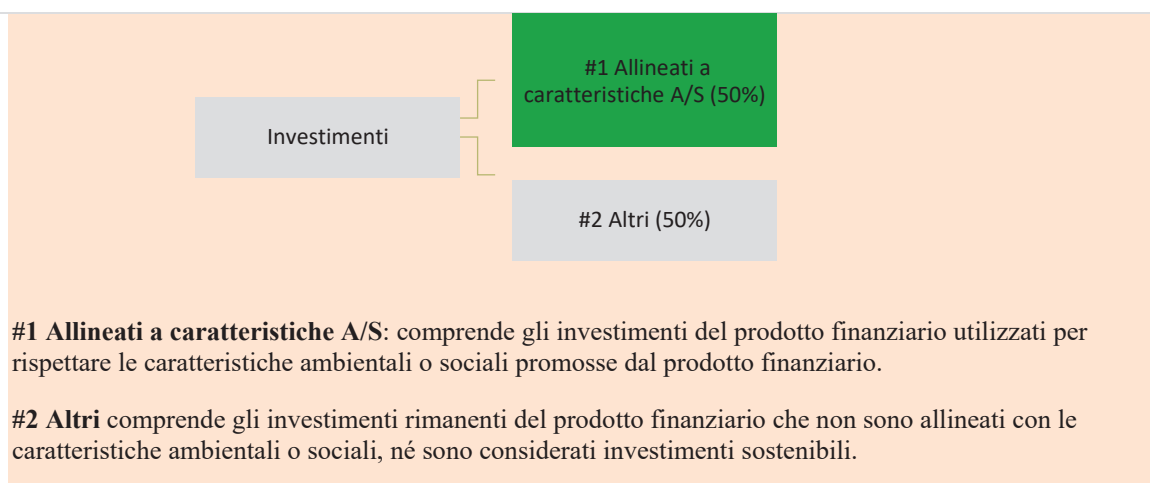 #1 Allineati a
caratteristiche A/S (50%)
Investimenti
#2 Altri (50%)
#1 Allineati a caratteristiche A/S: comprende gli investimenti del prodotto finanziario utilizzati per
rispettare le caratteristiche ambientali o sociali promosse dal prodotto finanziario.
#2 Altri comprende gli investimenti rimanenti del prodotto finanziario che non sono allineati con le
caratteristiche ambientali o sociali, né sono considerati investimenti sostenibili.